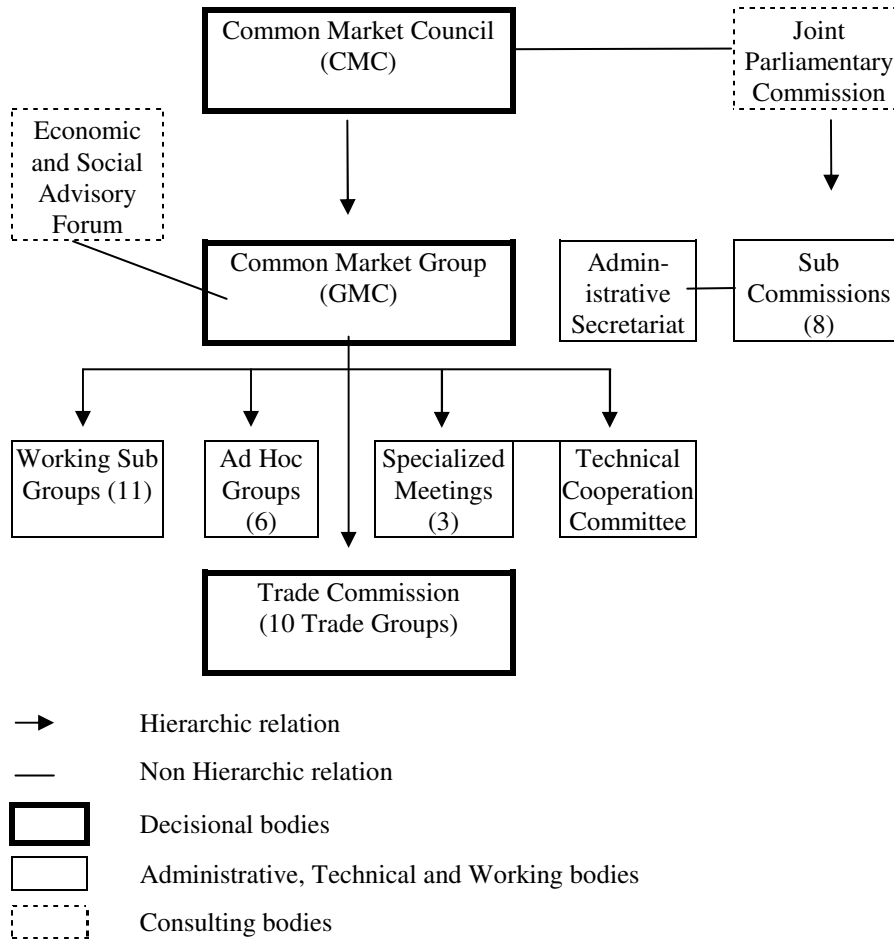 Common Market Council
(CMC)
Joint
Parliamentary
Commission
Economic
and Social
Advisory
Forum
Common Market Group
(GMC)
Admin-
istrative
Secretariat
Sub
Commissions
(8)
Working Sub
Groups (11)
Ad Hoc
Groups
(6)
Specialized
Meetings
(3)
Technical
Cooperation
Committee
Trade Commission
(10 Trade Groups)
Hierarchic relation
Non Hierarchic relation
Decisional bodies
Administrative, Technical and Working bodies
Consulting bodies